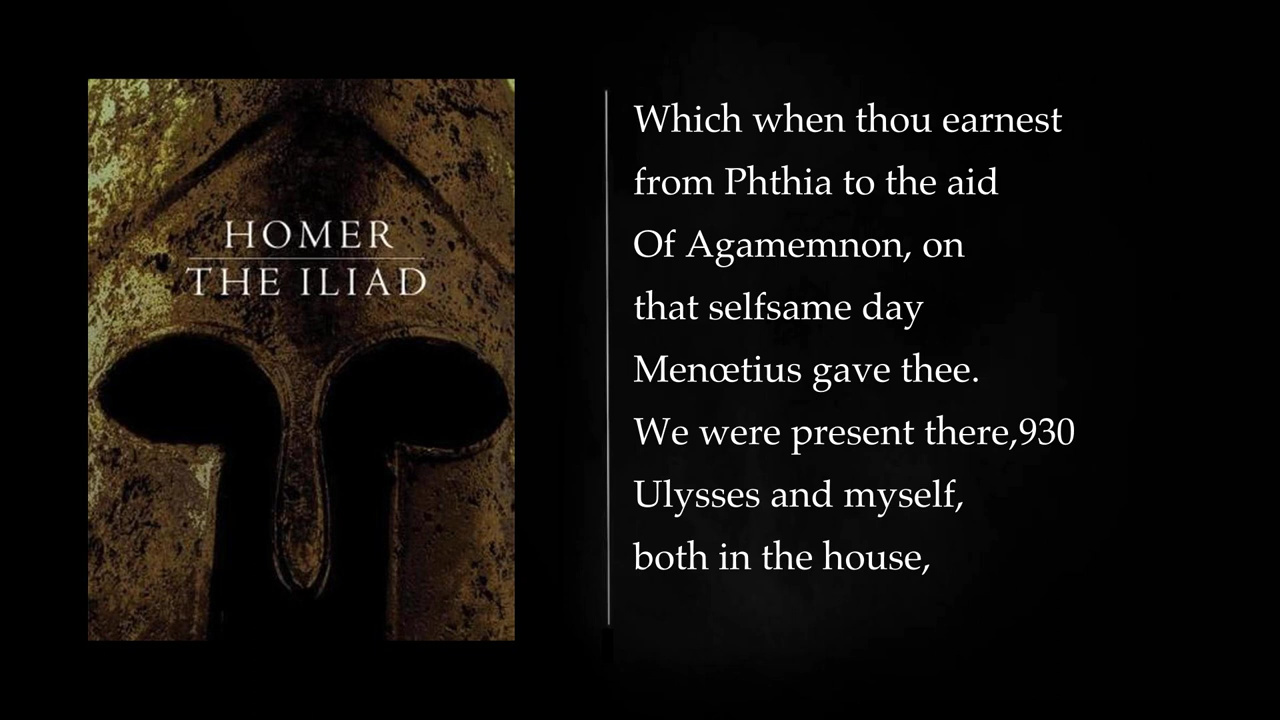 HOMER
THE ILIAD
Which when thou earnest
from Phthia to the aid
Of Agamemnon, on
that selfsame day
Menœtius gave thee.
We were present there,930
Ulysses and myself,
both in the house,